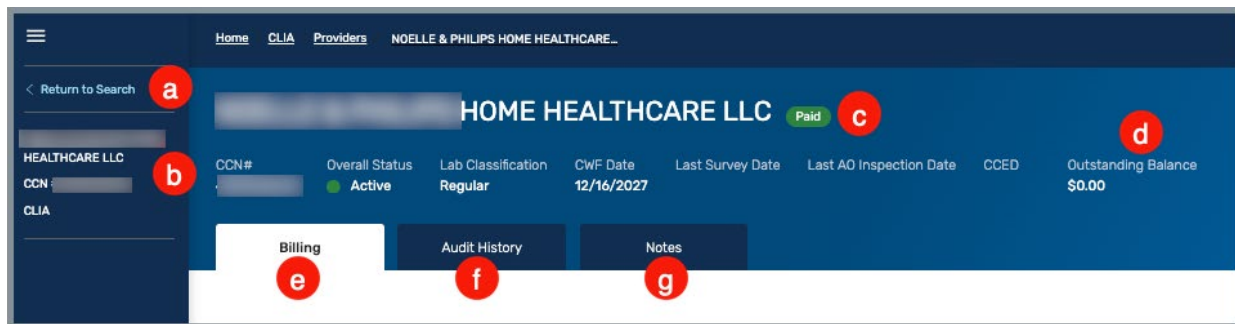 Home CLIA Providers NOELLE & PHILIPS HOME HEALTHCARE...
< Return to Search a
HOME HEALTHCARE LLC Paid c
d
HEALTHCARE LLC
CCN
CLIA
b
CCN# Overall Status Lab Classification CWF Date Last Survey Date Last AO Inspection Date CCED Outstanding Balance
Active Regular 12/16/2027 $0.00
Billing Audit History Notes
e f g